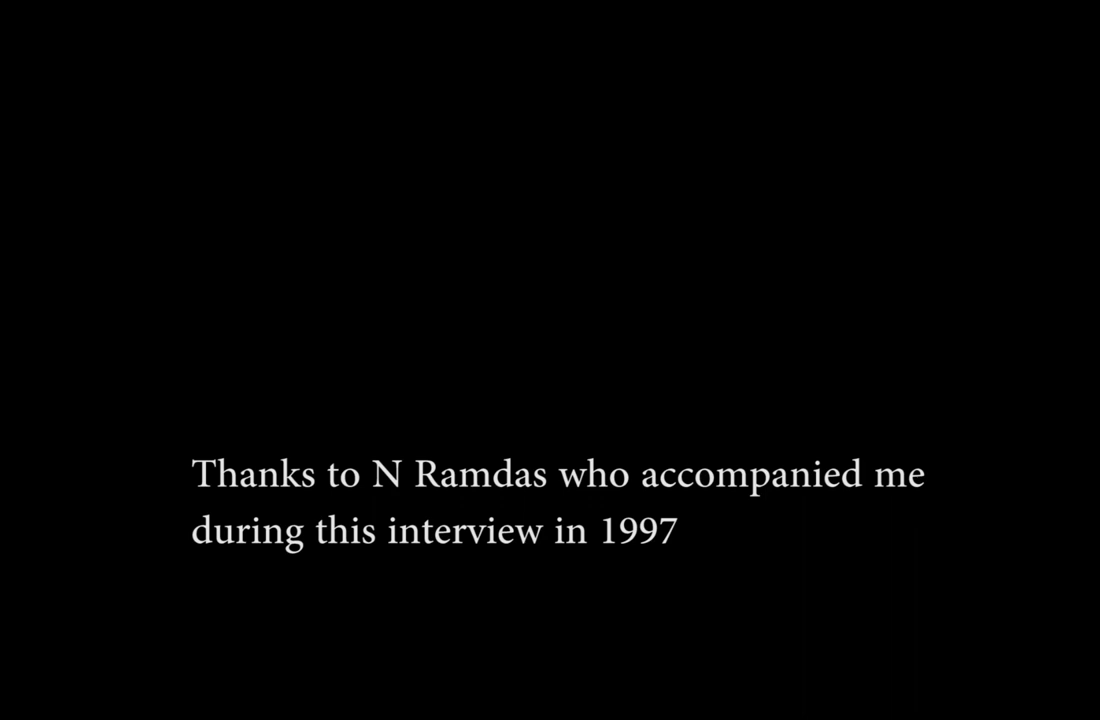 Thanks to N Ramdas who accompanied me
during this interview in 1997